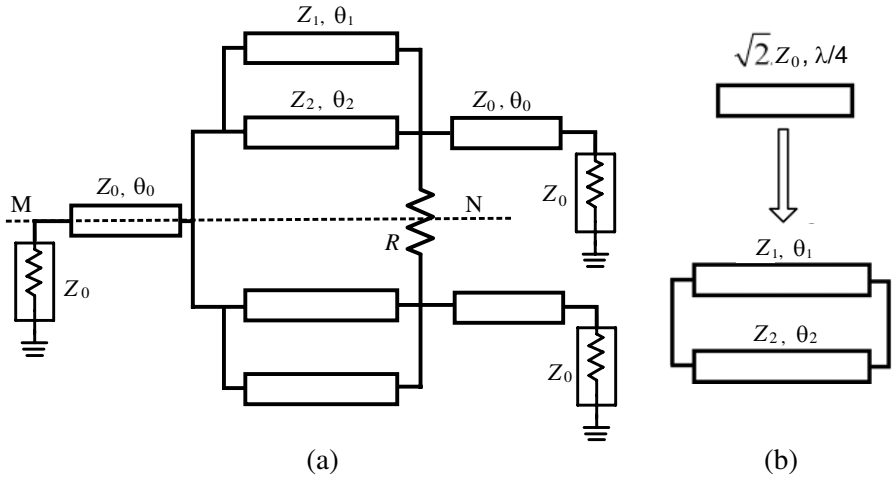 Z₁, θ₁
Z₂, θ₂
Z₀, θ₀
Z₀, θ₀
M
N
Z₀
R
Z₀
Z₀
(a)
√2 Z₀, λ/4
Z₁, θ₁
Z₂, θ₂
(b)